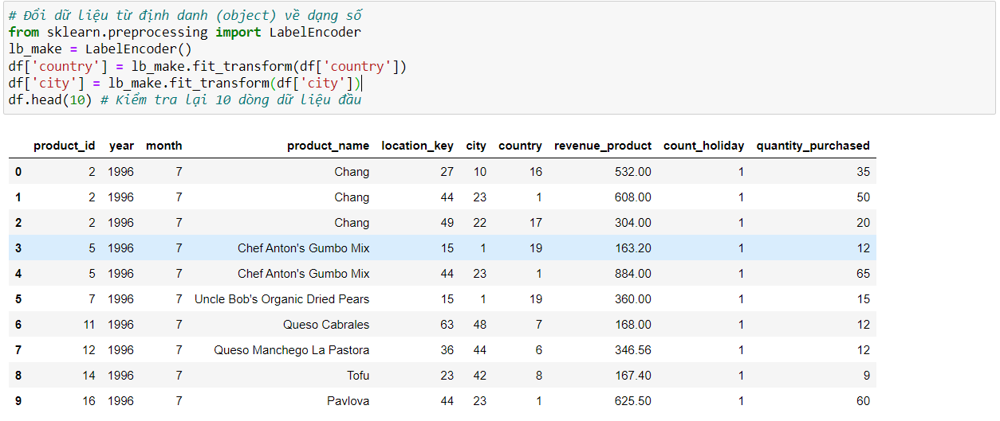 # Đổi dữ liệu từ định danh (object) về dạng số
from sklearn.preprocessing import LabelEncoder
lb_make = LabelEncoder()
df['country'] = lb_make.fit_transform(df['country'])
df['city'] = lb_make.fit_transform(df['city'])
df.head(10) # Kiểm tra lại 10 dòng dữ liệu đầu
product_id year month product_name location_key city country revenue_product count_holiday quantity_purchased
0 2 1996 7 Chang 27 10 16 532.00 1 35
1 2 1996 7 Chang 44 23 1 608.00 1 50
2 2 1996 7 Chang 49 22 17 304.00 1 20
3 5 1996 7 Chef Anton's Gumbo Mix 15 1 19 163.20 1 12
4 5 1996 7 Chef Anton's Gumbo Mix 44 23 1 884.00 1 65
5 7 1996 7 Uncle Bob's Organic Dried Pears 15 1 19 360.00 1 15
6 11 1996 7 Queso Cabrales 63 48 7 168.00 1 12
7 12 1996 7 Queso Manchego La Pastora 36 44 6 346.56 1 12
8 14 1996 7 Tofu 23 42 8 167.40 1 9
9 16 1996 7 Pavlova 44 23 1 625.50 1 60